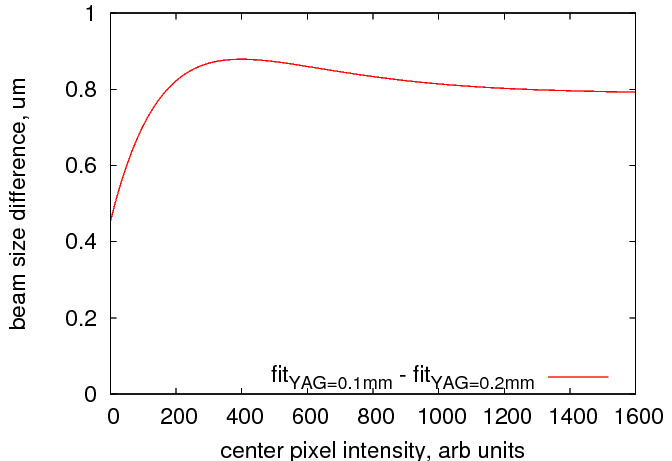 1
0.8
0.6
0.4
0.2
0
beam size difference, um
fitYAG=0.1mm - fitYAG=0.2mm
0 200 400 600 800 1000 1200 1400 1600
center pixel intensity, arb units